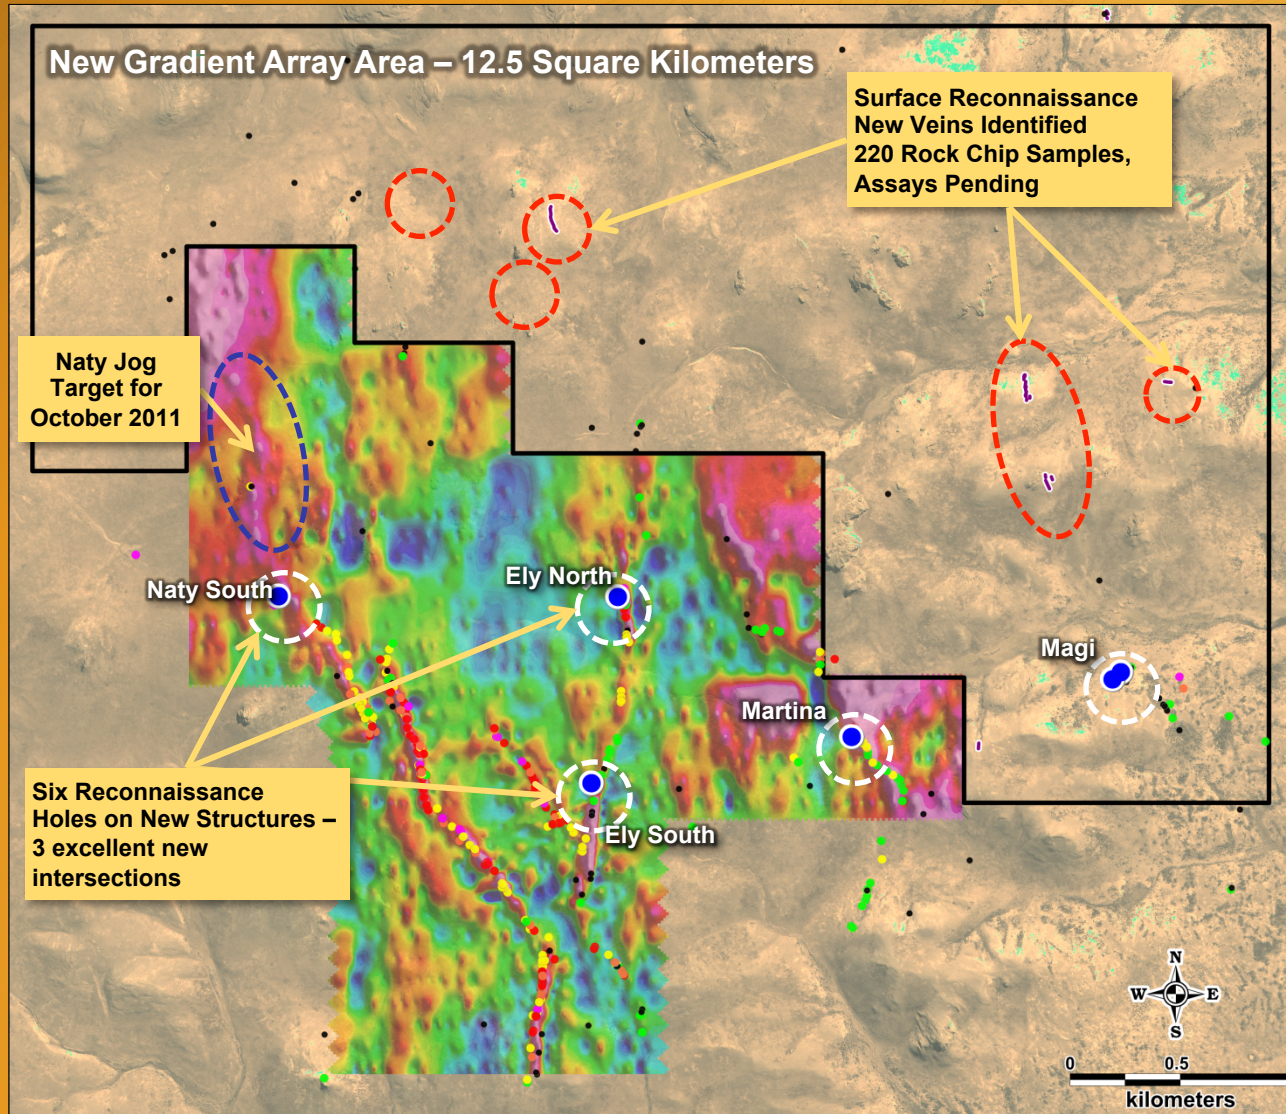 New Gradient Array Area – 12.5 Square Kilometers
Surface Reconnaissance
New Veins Identified
220 Rock Chip Samples,
Assays Pending
Naty Jog
Target for
October 2011
Naty South
Ely North
Magi
Martina
Six Reconnaissance
Holes on New Structures –
3 excellent new
intersections
Ely South
N
W E
S
0 0.5
kilometers